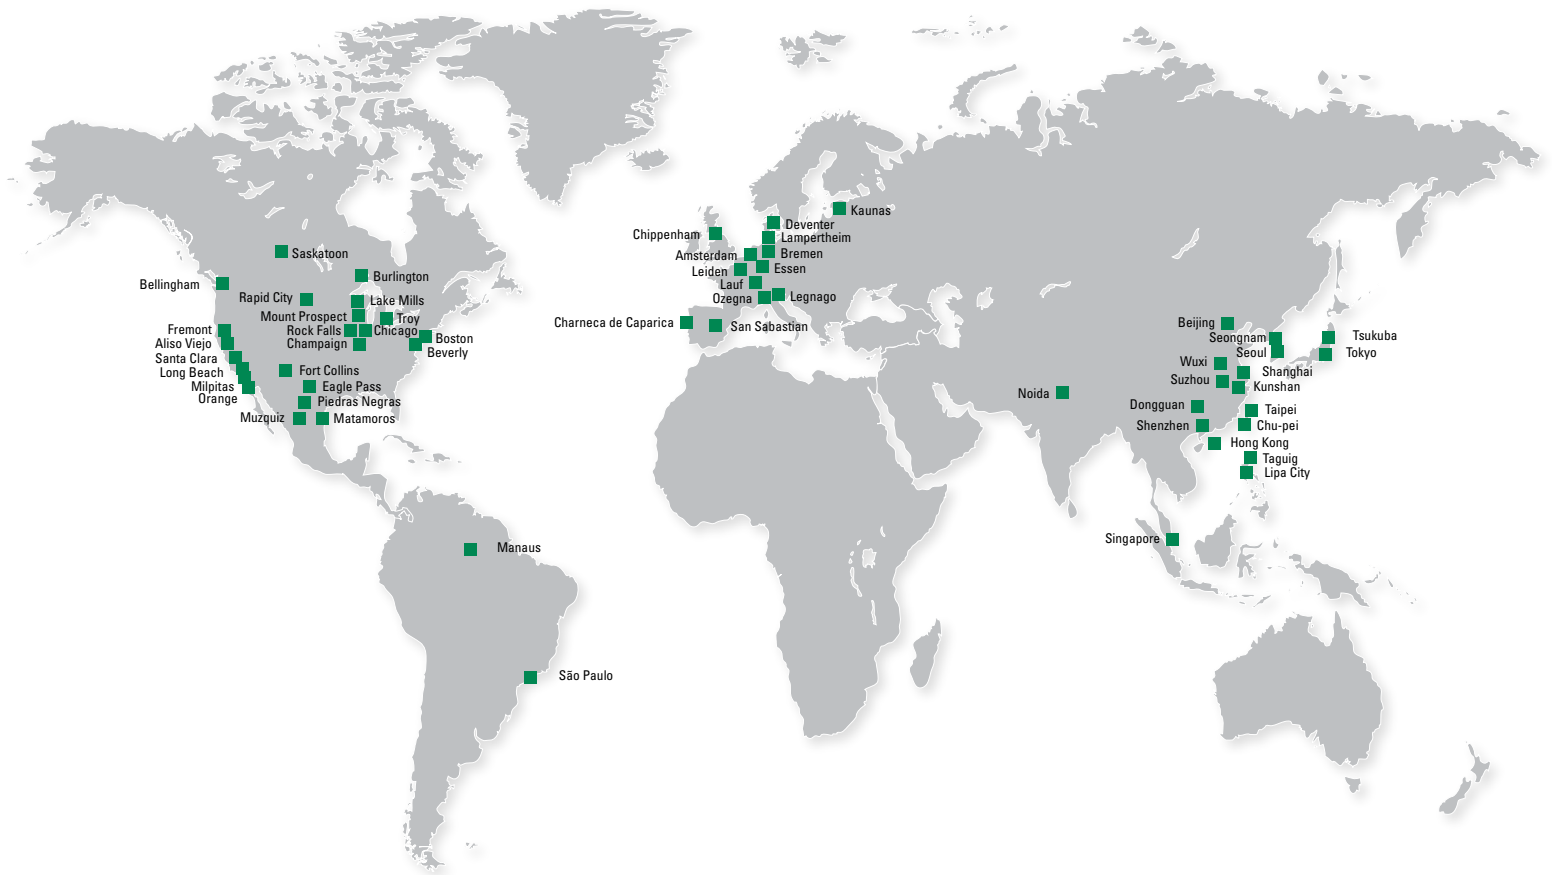 Saskatoon
Burlington
Bellingham
Rapid City
Lake Mills
Mount Prospect
Troy
Fremont
Rock Falls
Chicago
Aliso Viejo
Champaign
Boston
Beverly
Santa Clara
Long Beach
Fort Collins
Milpitas
Eagle Pass
Orange
Piedras Negras
Muzquiz
Matamoros
Manaus
São Paulo
Kaunas
Chippenham
Deventer
Lampertheim
Amsterdam
Bremen
Leiden
Essen
Lauf
Ozegna
Legnago
Charneca de Caparica
San Sabastian
Noida
Beijing
Seongnam
Tsukuba
Seoul
Tokyo
Wuxi
Shanghai
Suzhou
Kunshan
Dongguan
Taipei
Shenzhen
Chu-pei
Hong Kong
Taguig
Lipa City
Singapore